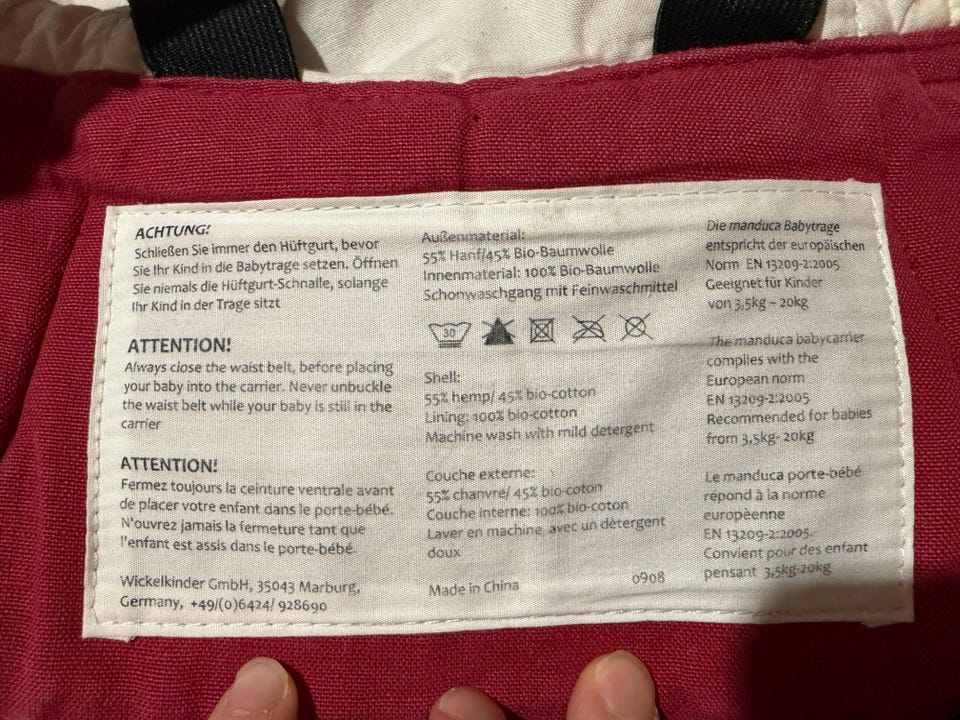 ACHTUNG!
Schließen Sie immer den Hüftgurt, bevor
Sie Ihr Kind in die Babytrage setzen. Öffnen
Sie niemals die Hüftgurt-Schnalle, solange
Ihr Kind in der Trage sitzt
ATTENTION!
Always close the waist belt, before placing
your baby into the carrier. Never unbuckle
the waist belt while your baby is still in the
carrier
ATTENTION!
Fermez toujours la ceinture ventrale avant
de placer votre enfant dans le porte-bébé.
N'ouvrez jamais la fermeture tant que
l'enfant est assis dans le porte-bébé.
Wickelkinder GmbH, 35043 Marburg,
Germany, +49/(0)6424/ 928690
Außenmaterial:
55% Hanf/45% Bio-Baumwolle
Innenmaterial: 100% Bio-Baumwolle
Schonwaschgang mit Feinwaschmittel
30
Shell:
55% hemp/ 45% bio-cotton
Lining: 100% bio-cotton
Machine wash with mild detergent
Couche externe:
55% chanvre/ 45% bio-coton
Couche interne: 100% bio-coton
Laver en machine avec un dètergent
doux
Made in China 0908
Die manduca Babytrage
entspricht der europäischen
Norm EN 13209-2:2005
Geeignet für Kinder
von 3,5kg – 20kg
The manduca babycarrier
complies with the
European norm
EN 13209-2:2005
Recommended for babies
from 3,5kg- 20kg
Le manduca porte-bébé
répond à la norme
europèenne
EN 13209-2:2005.
Convient pour des enfant
pensant 3,5kg-20kg